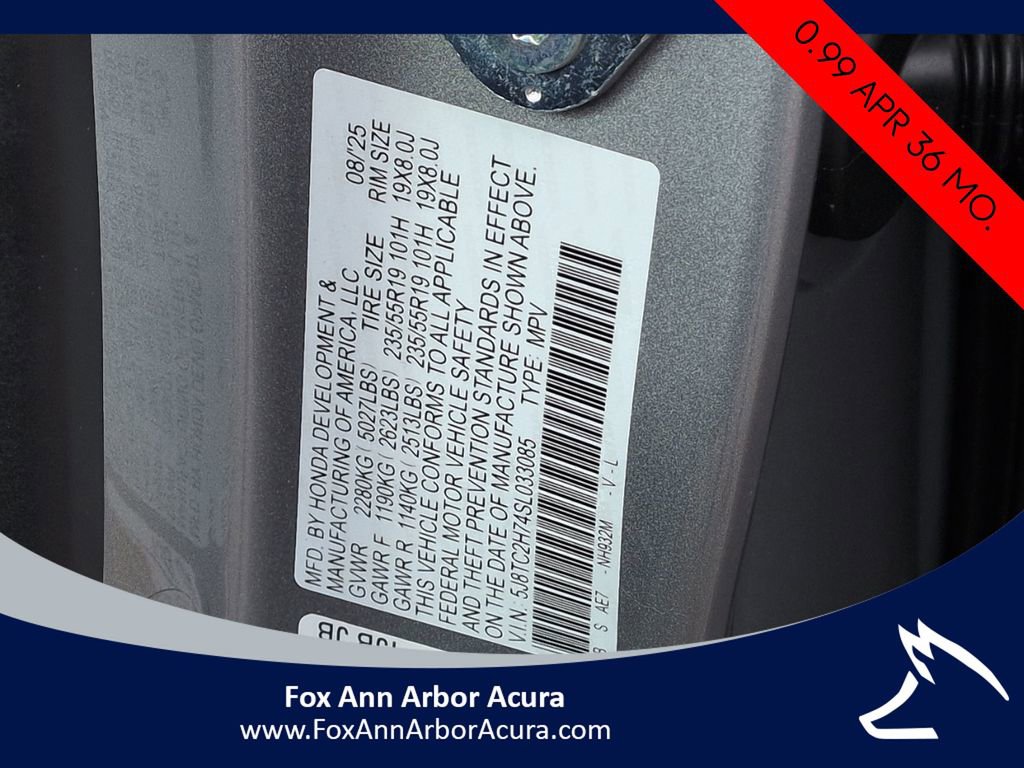 0.99 APR 36 MO.
MFD. BY HONDA DEVELOPMENT & 08/'25
MANUFACTURING OF AMERICA, LLC
GVWR 2280KG ( 5027LBS) TIRE SIZE RIM SIZE
GAWR F 1190KG ( 2623LBS) 235/55R19 101H 19X8.0J
GAWR R 1140KG ( 2513LBS) 235/55R19 101H 19X8.0J
THIS VEHICLE CONFORMS TO ALL APPLICABLE
FEDERAL MOTOR VEHICLE SAFETY
AND THEFT PREVENTION STANDARDS IN EFFECT
ON THE DATE OF MANUFACTURE SHOWN ABOVE.
V.I.N.: 5J8TC2H74SL033085 TYPE: MPV
S AE7 - NH932M - V - L
Fox Ann Arbor Acura
www.FoxAnnArborAcura.com